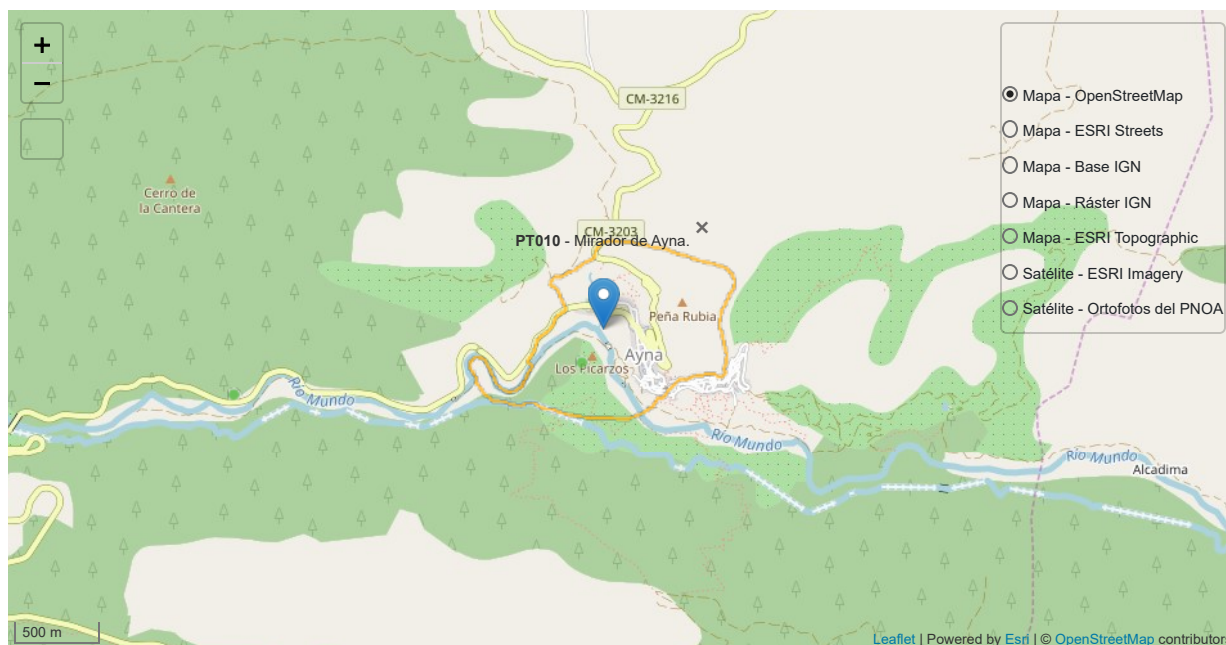 +
−
CM-3216
Mapa - OpenStreetMap
Mapa - ESRI Streets
Mapa - Base IGN
Mapa - Ráster IGN
Mapa - ESRI Topographic
Satélite - ESRI Imagery
Satélite - Ortofotos del PNOA
Cerro de
la Cantera
CM-3203
×
PT010 - Mirador de Ayna.
Peña Rubia
Ayna
Los Picarzos
Río Mundo
Río Mundo
Río Mundo
Alcadima
500 m
Leaflet | Powered by Esri | © OpenStreetMap contributors